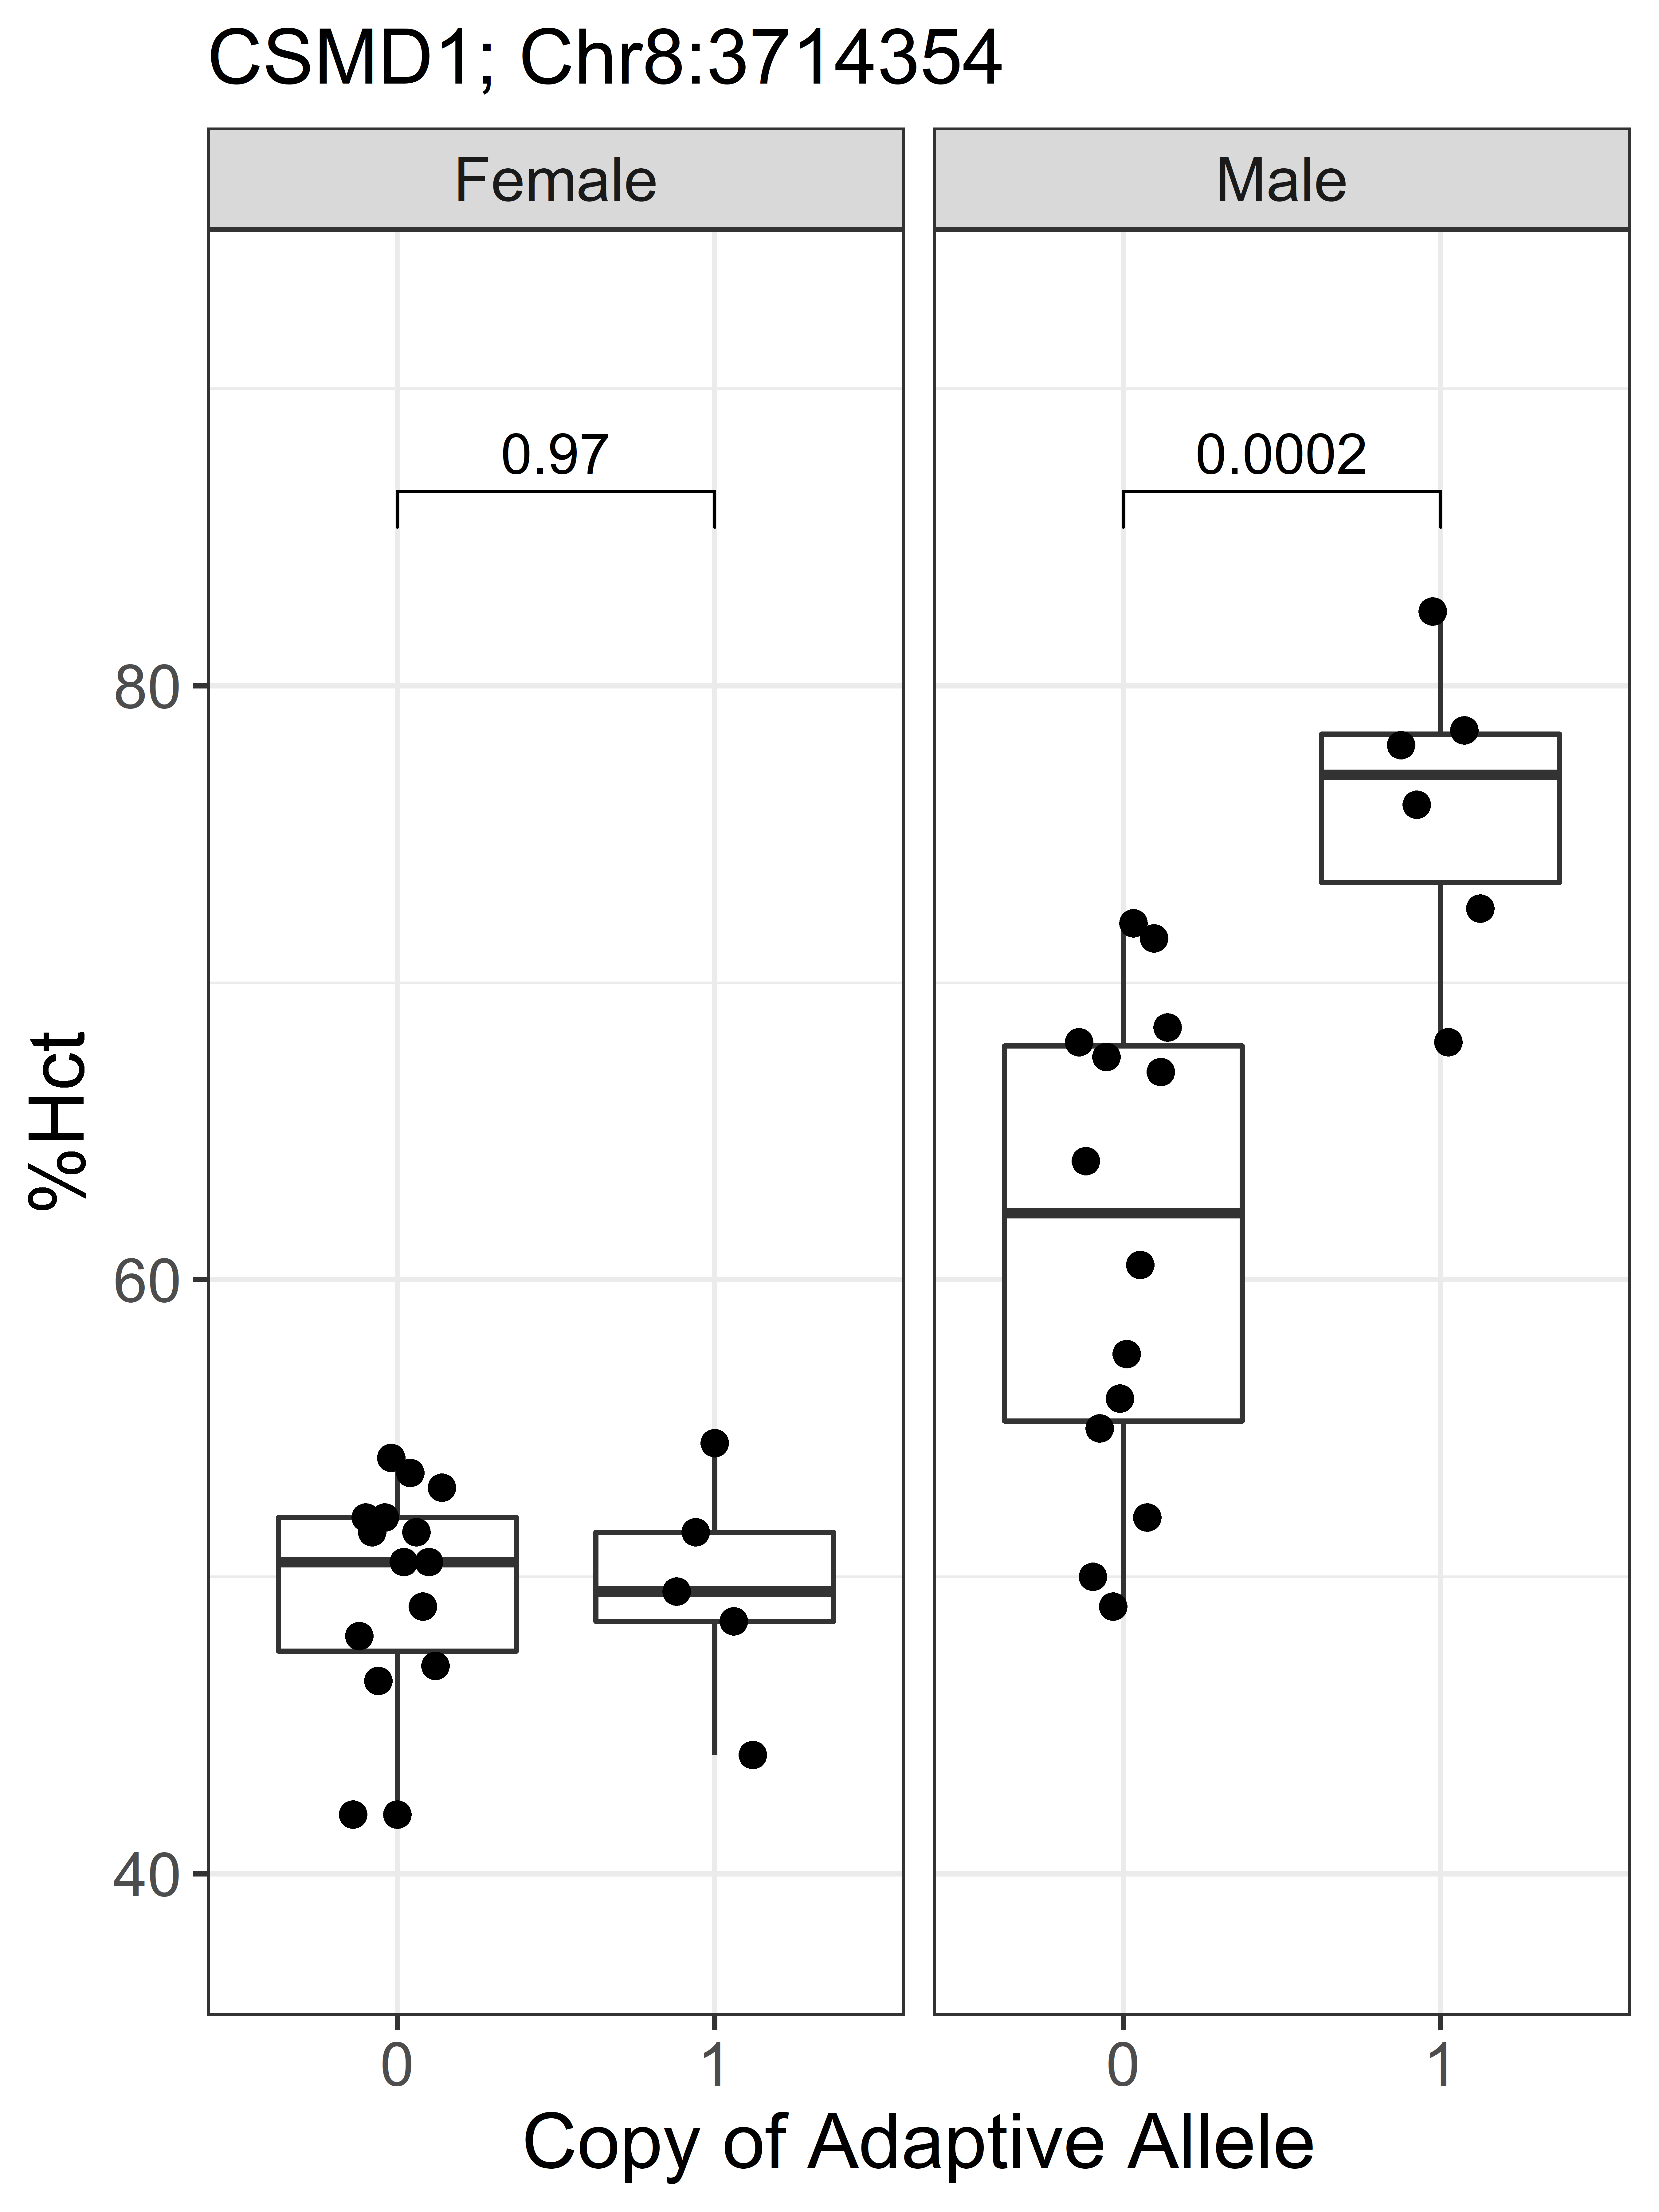 CSMD1; Chr8:3714354
Female
Male
0.97
0.0002
80
60
40
%Hct
0
1
0
1
Copy of Adaptive Allele